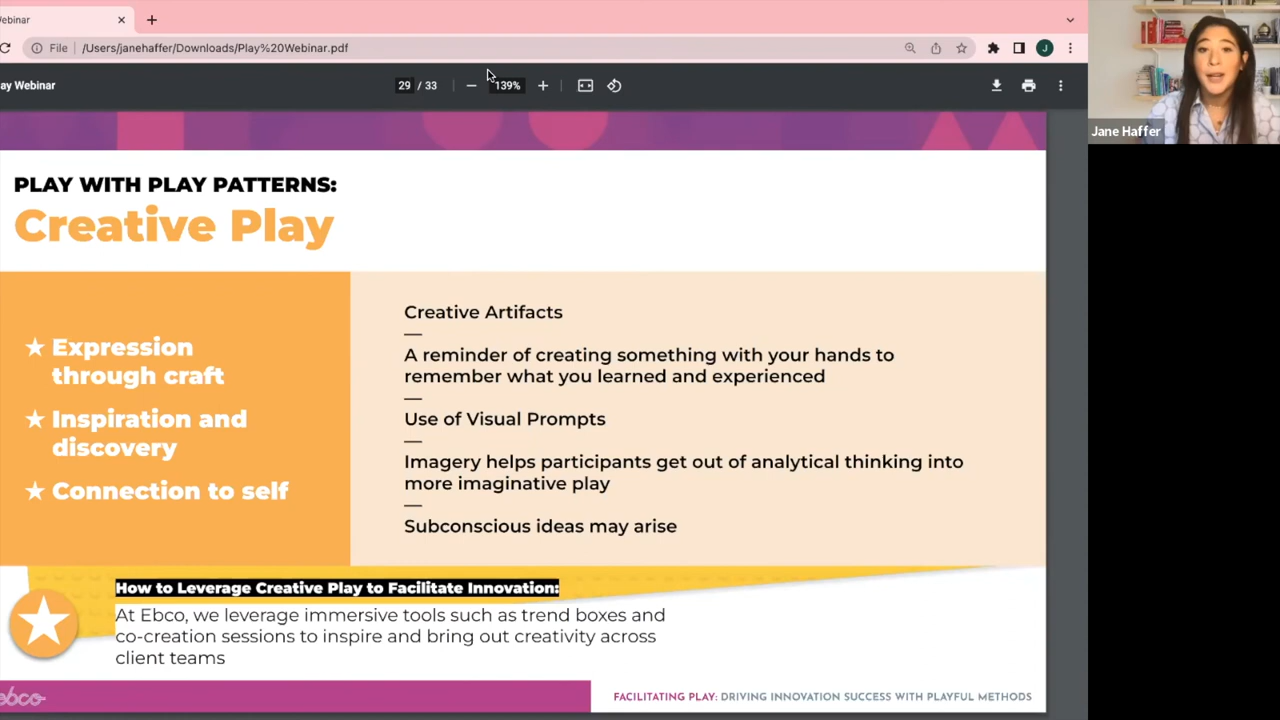 ebinar
File /Users/janehaffer/Downloads/Play%20Webinar.pdf
J
ay Webinar
29 / 33
139%
Jane Haffer
PLAY WITH PLAY PATTERNS:
Creative Play
★ Expression
through craft
★ Inspiration and
discovery
★ Connection to self
Creative Artifacts
—
A reminder of creating something with your hands to
remember what you learned and experienced
—
Use of Visual Prompts
—
Imagery helps participants get out of analytical thinking into
more imaginative play
—
Subconscious ideas may arise
How to Leverage Creative Play to Facilitate Innovation:
At Ebco, we leverage immersive tools such as trend boxes and
co-creation sessions to inspire and bring out creativity across
client teams
ebco
FACILITATING PLAY: DRIVING INNOVATION SUCCESS WITH PLAYFUL METHODS